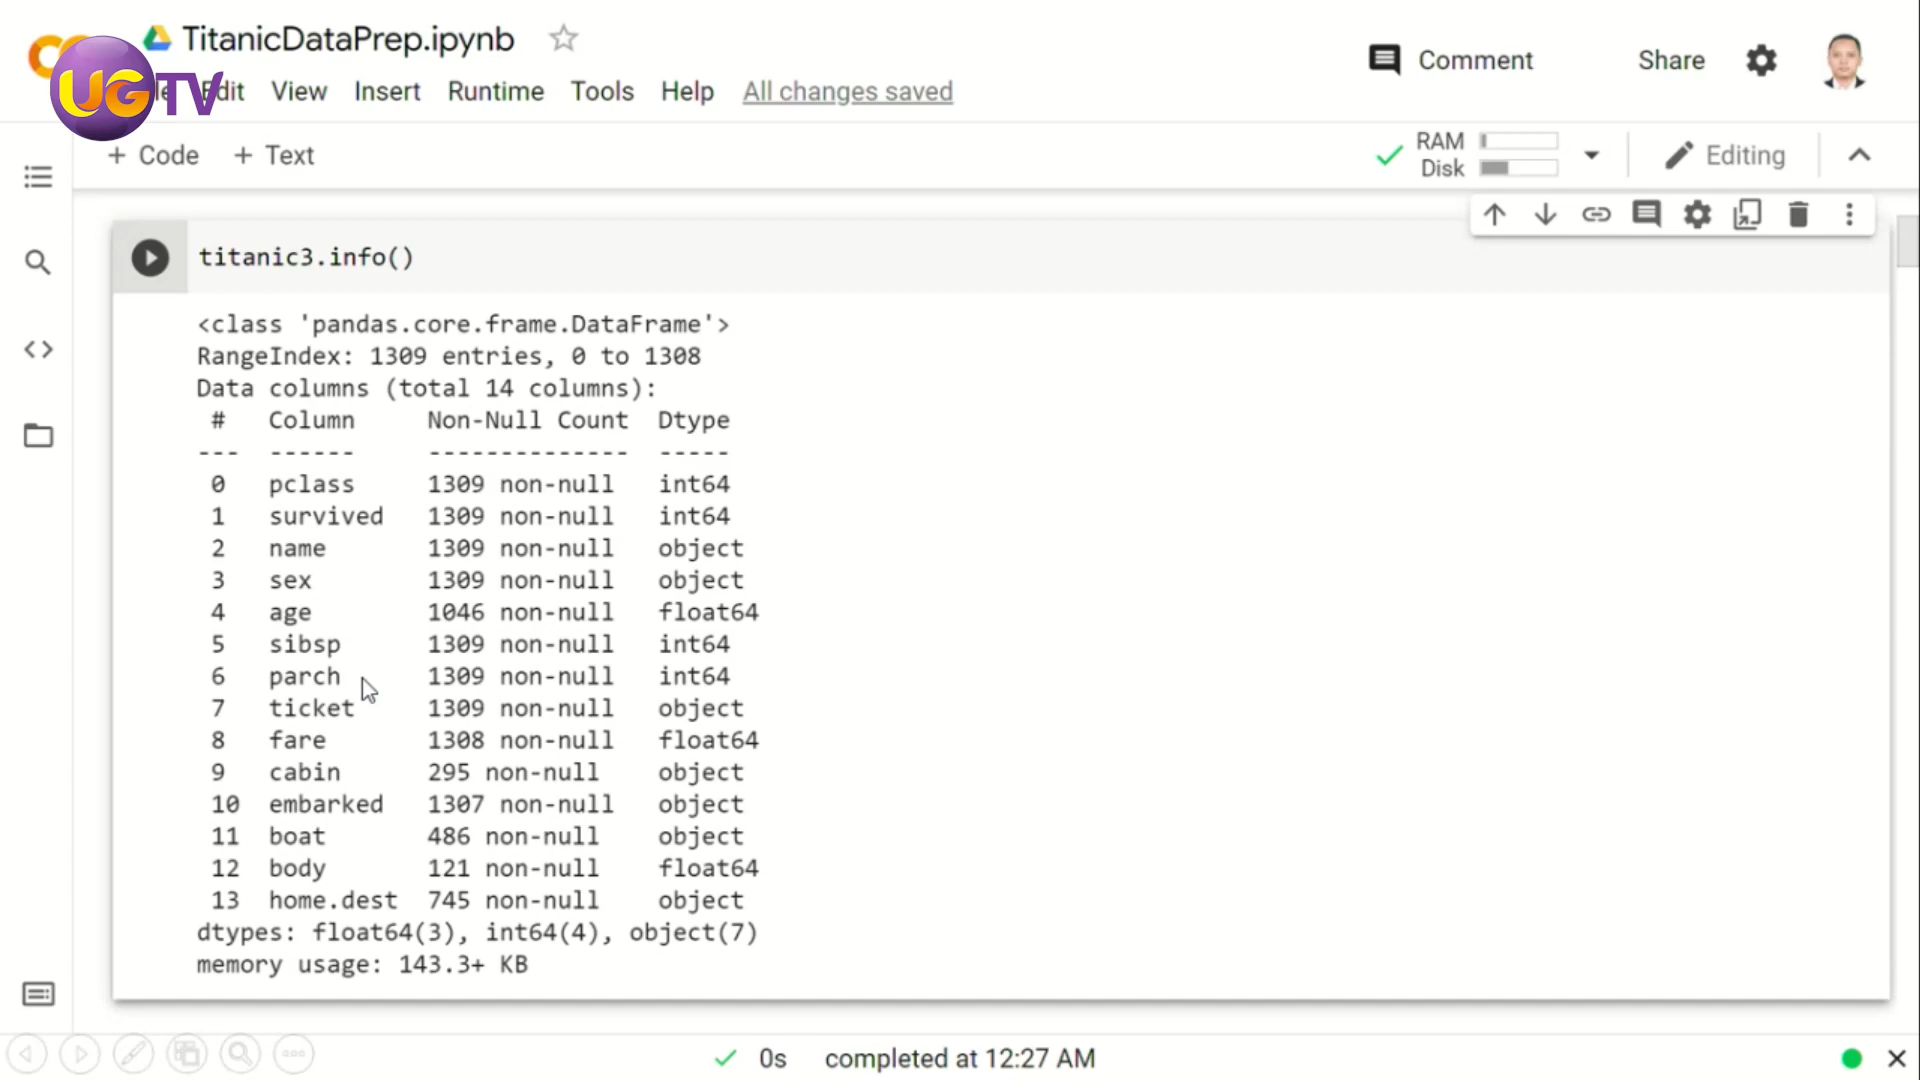 TitanicDataPrep.ipynb
UGTV
Edit View Insert Runtime Tools Help All changes saved
Comment Share
+ Code + Text
RAM
Disk
Editing
titanic3.info()
<class 'pandas.core.frame.DataFrame'>
RangeIndex: 1309 entries, 0 to 1308
Data columns (total 14 columns):
# Column Non-Null Count Dtype
--- ------ -------------- -----
0 pclass 1309 non-null int64
1 survived 1309 non-null int64
2 name 1309 non-null object
3 sex 1309 non-null object
4 age 1046 non-null float64
5 sibsp 1309 non-null int64
6 parch 1309 non-null int64
7 ticket 1309 non-null object
8 fare 1308 non-null float64
9 cabin 295 non-null object
10 embarked 1307 non-null object
11 boat 486 non-null object
12 body 121 non-null float64
13 home.dest 745 non-null object
dtypes: float64(3), int64(4), object(7)
memory usage: 143.3+ KB
0s completed at 12:27 AM